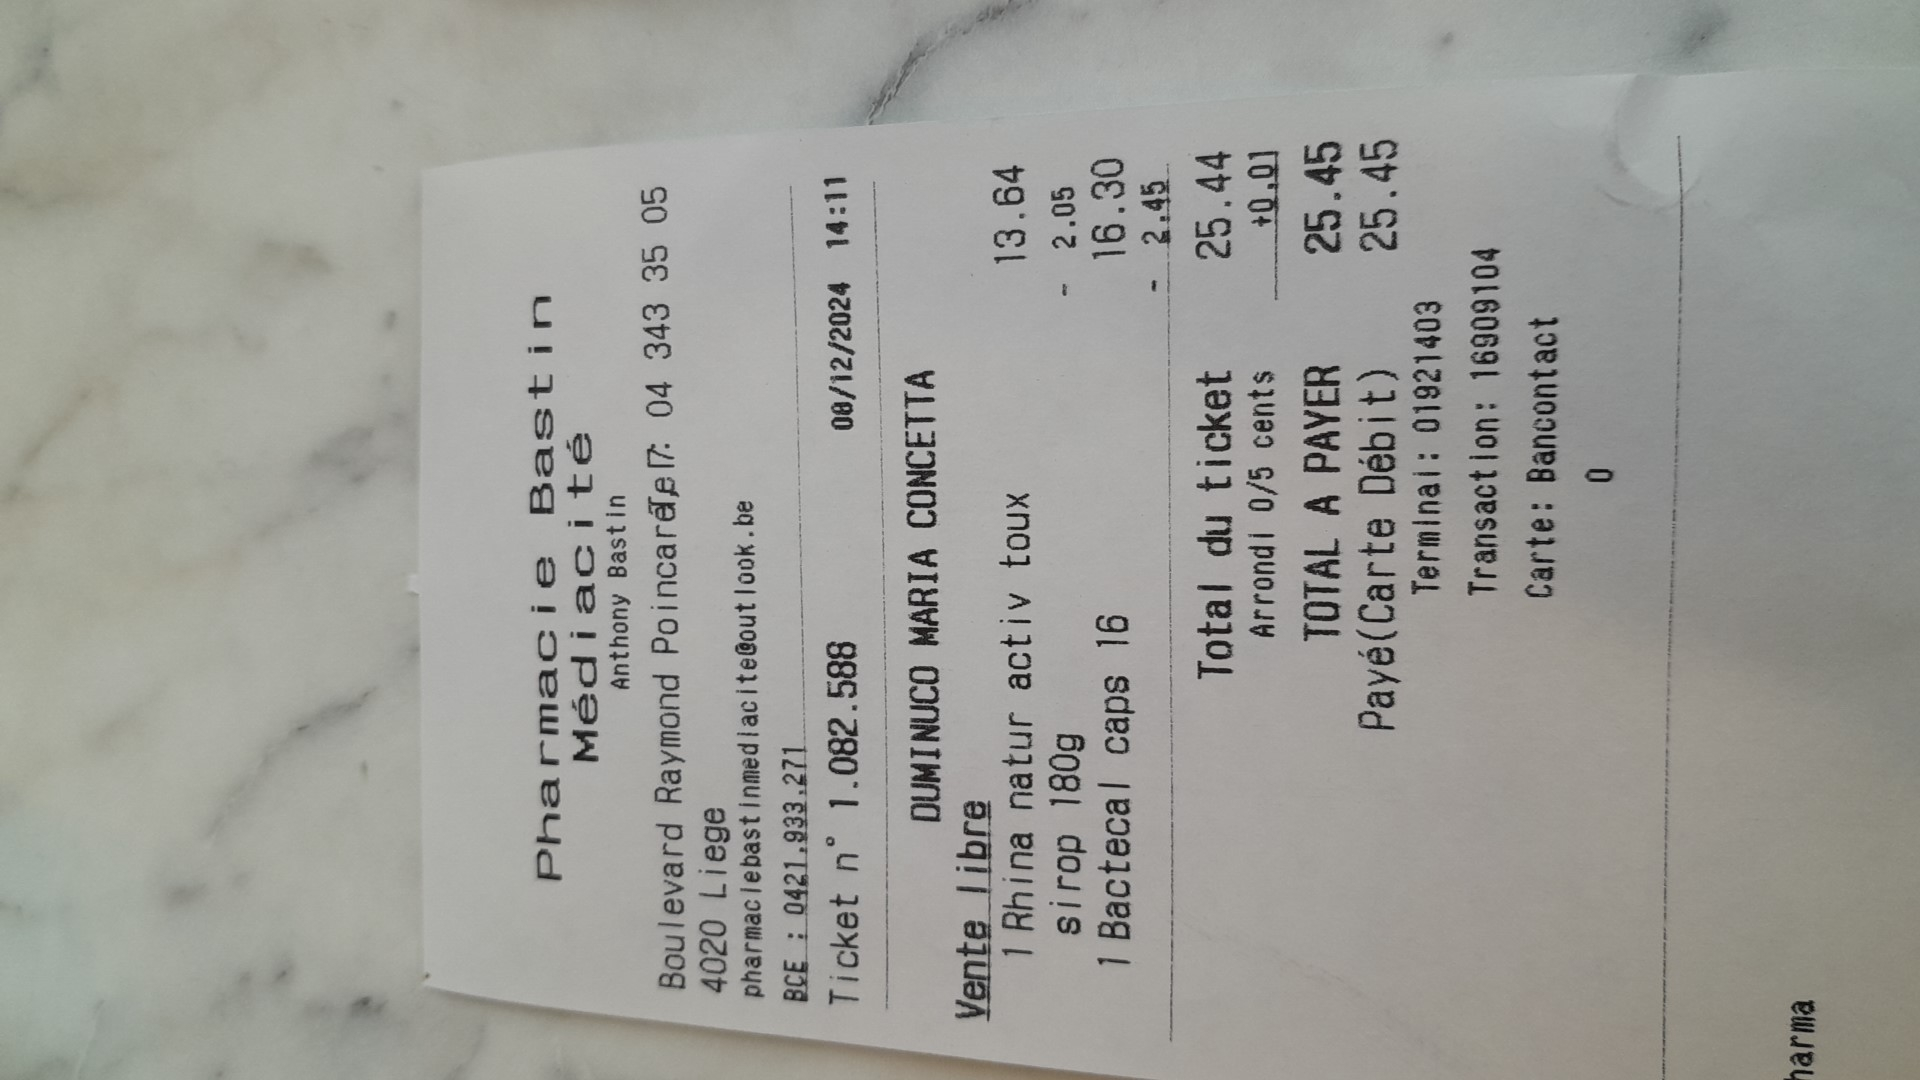 Pharmacie Bastin
Médiacité
Anthony Bastin
Boulevard Raymond Poincaré, 7 Tel: 04 343 35 05
4020 Liege
pharmaciebastinmediacite@outlook.be
BCE : 0421.933.271
Ticket n° 1.082.588 08/12/2024 14:11
DUMINUCO MARIA CONCETTA
Vente libre
1 Rhina natur activ toux 13.64
sirop 180g - 2.05
1 Bactecal caps 16 16.30
- 2.45
Total du ticket 25.44
Arrondi 0/5 cents +0.01
TOTAL A PAYER 25.45
Payé(Carte Débit) 25.45
Terminal: 01921403
Transaction: 16909104
Carte: Bancontact
0
harma